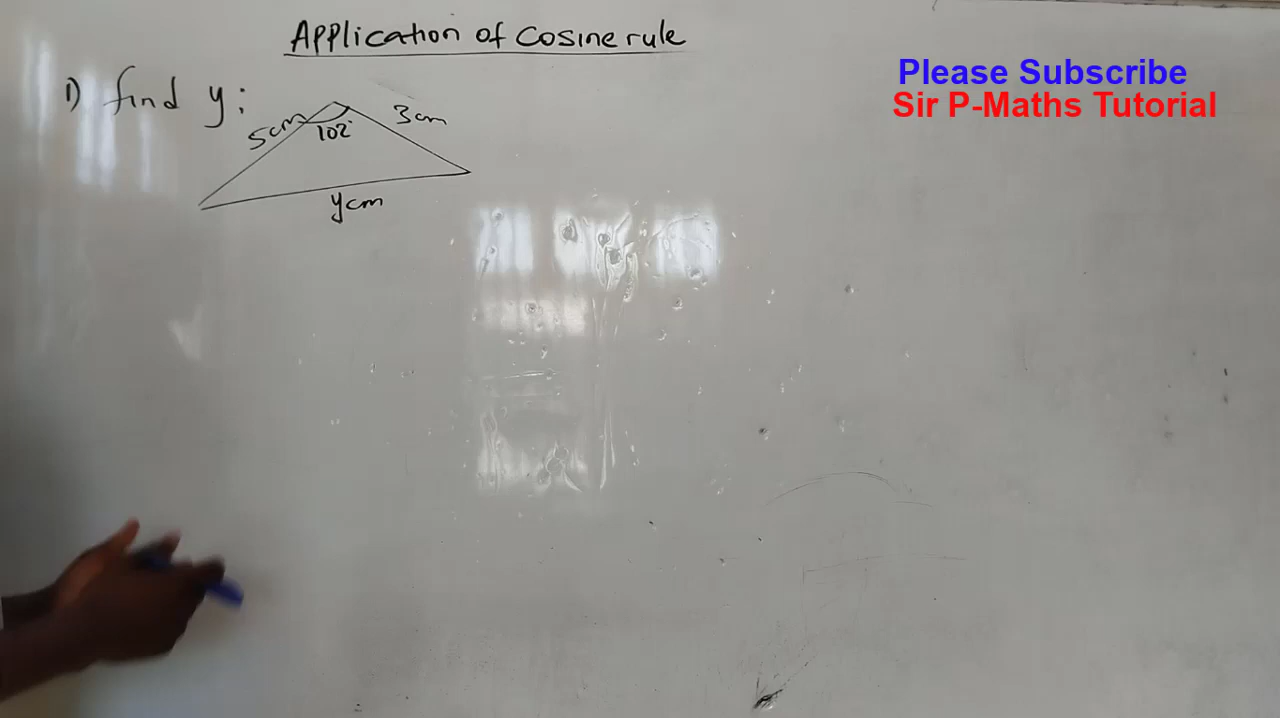 Application of Cosine rule
1) find y:
5cm
102°
3cm
ycm
Please Subscribe
Sir P-Maths Tutorial